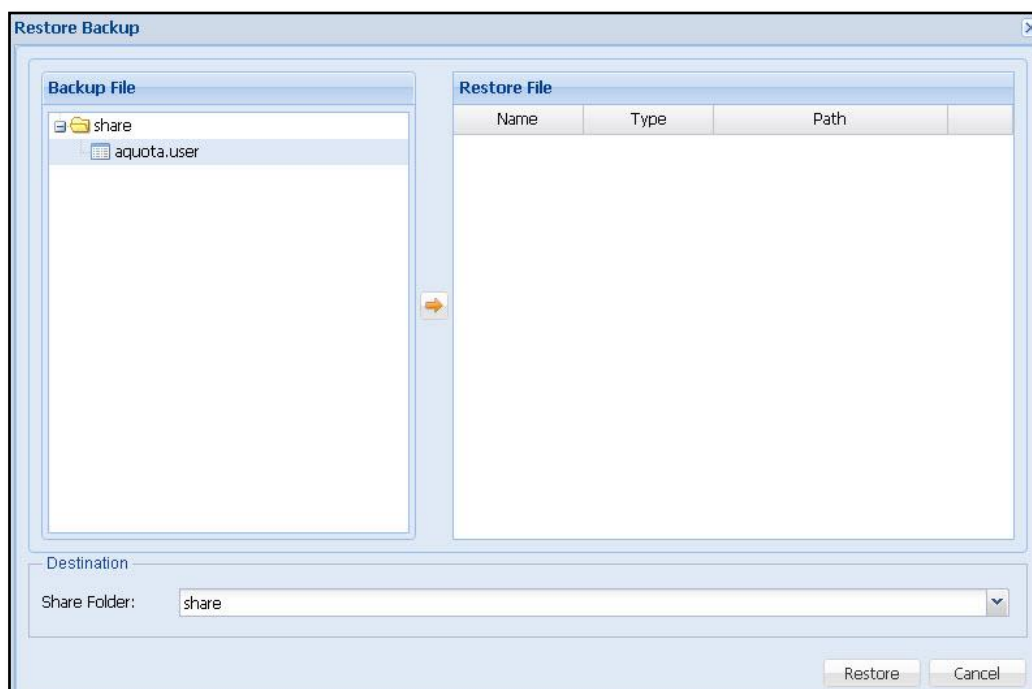 Restore Backup
Backup File
share
aquota.user
Restore File
Name Type Path
Destination
Share Folder: share
Restore Cancel